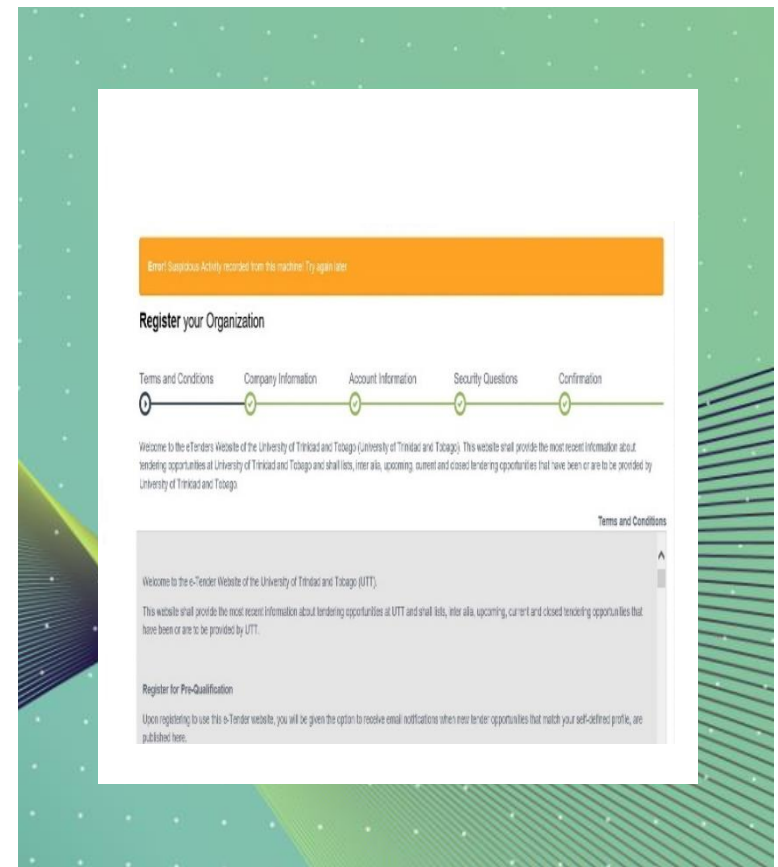 Error! Suspicious Activity recorded from this machine! Try again later
Register your Organization
Terms and Conditions Company Information Account Information Security Questions Confirmation
Welcome to the eTenders Website of the University of Trinidad and Tobago (University of Trinidad and Tobago). This website shall provide the most recent information about
tendering opportunities at University of Trinidad and Tobago and shall lists, inter alia, upcoming, current and closed tendering opportunities that have been or are to be provided by
University of Trinidad and Tobago.
Terms and Conditions
Welcome to the e-Tender Website of the University of Trinidad and Tobago (UTT).
This website shall provide the most recent information about tendering opportunities at UTT and shall lists, inter alia, upcoming, current and closed tendering opportunities that
have been or are to be provided by UTT.
Register for Pre-Qualification
Upon registering to use this e-Tender website, you will be given the option to receive email notifications when new tender opportunities that match your self-defined profile, are
published here.